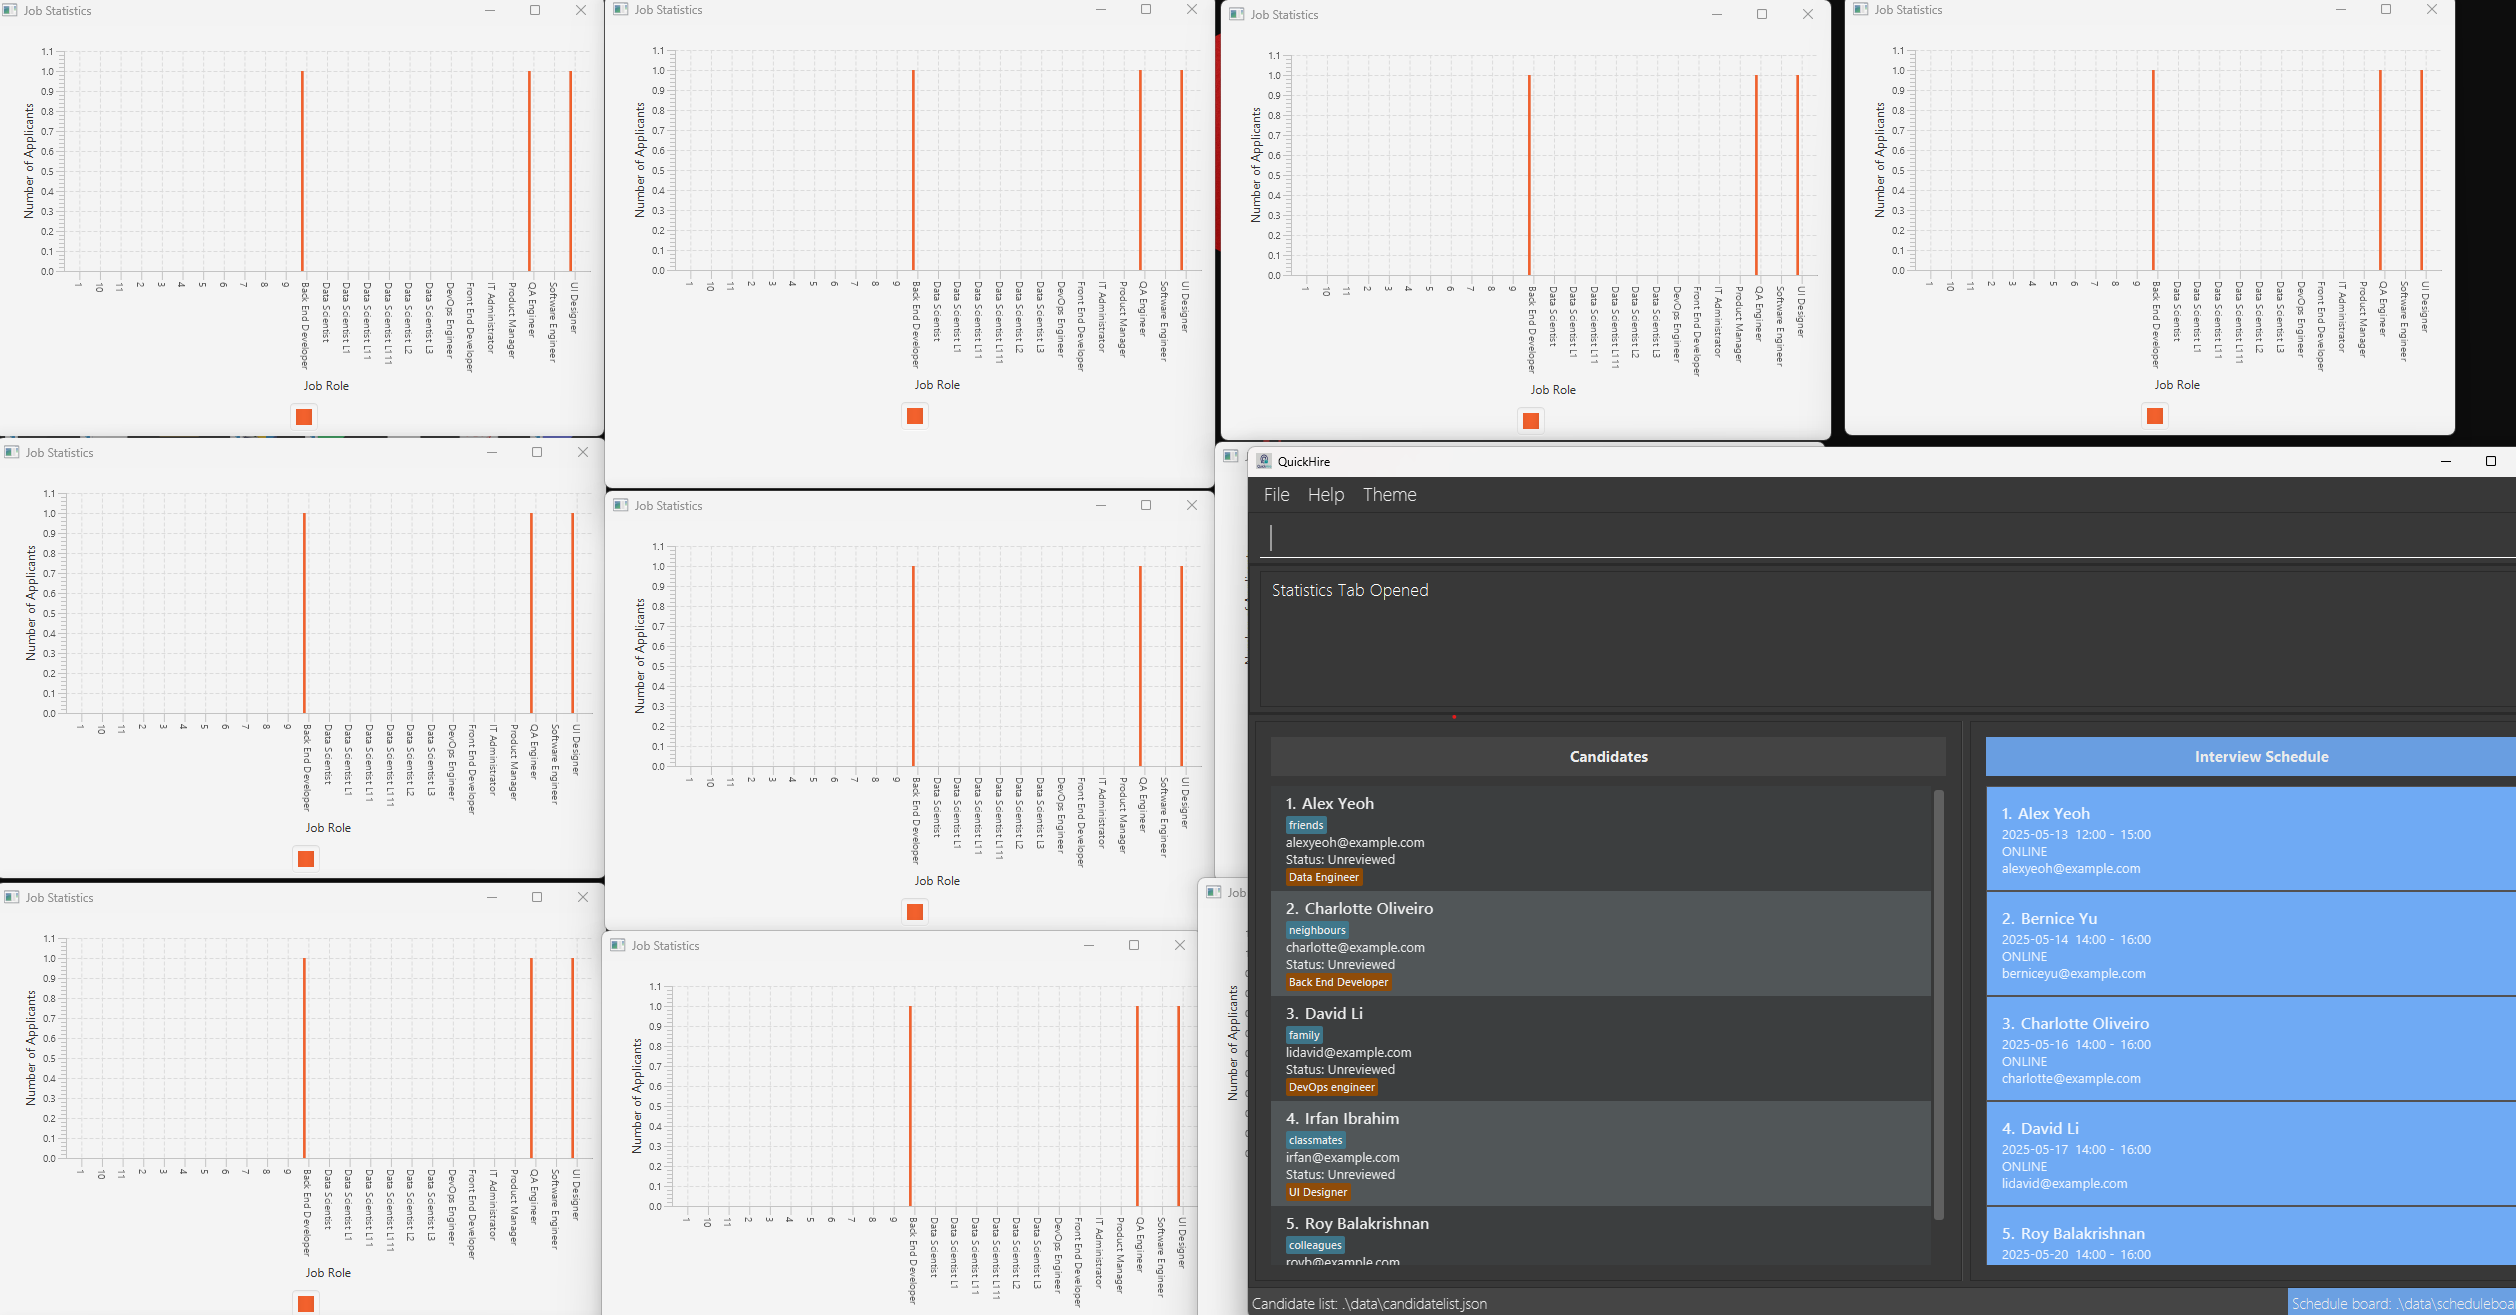 Job Statistics
1.1
1.0
0.9
0.8
0.7
0.6
0.5
0.4
0.3
0.2
0.1
0.0
Number of Applicants
1
10
11
2
3
4
5
6
7
8
9
Back End Developer
Data Scientist
Data Scientist L1
Data Scientist L11
Data Scientist L111
Data Scientist L2
Data Scientist L3
DevOps Engineer
Front End Developer
IT Administrator
Product Manager
QA Engineer
Software Engineer
UI Designer
Job Role
Job Statistics
1.1
1.0
0.9
0.8
0.7
0.6
0.5
0.4
0.3
0.2
0.1
0.0
Number of Applicants
1
10
11
2
3
4
5
6
7
8
9
Back End Developer
Data Scientist
Data Scientist L1
Data Scientist L11
Data Scientist L111
Data Scientist L2
Data Scientist L3
DevOps Engineer
Front End Developer
IT Administrator
Product Manager
QA Engineer
Software Engineer
UI Designer
Job Role
Job Statistics
1.1
1.0
0.9
0.8
0.7
0.6
0.5
0.4
0.3
0.2
0.1
0.0
Number of Applicants
1
10
11
2
3
4
5
6
7
8
9
Back End Developer
Data Scientist
Data Scientist L1
Data Scientist L11
Data Scientist L111
Data Scientist L2
Data Scientist L3
DevOps Engineer
Front End Developer
IT Administrator
Product Manager
QA Engineer
Software Engineer
UI Designer
Job Role
Job Statistics
1.1
1.0
0.9
0.8
0.7
0.6
0.5
0.4
0.3
0.2
0.1
0.0
Number of Applicants
1
10
11
2
3
4
5
6
7
8
9
Back End Developer
Data Scientist
Data Scientist L1
Data Scientist L11
Data Scientist L111
Data Scientist L2
Data Scientist L3
DevOps Engineer
Front End Developer
IT Administrator
Product Manager
QA Engineer
Software Engineer
UI Designer
Job Role
Job Statistics
1.1
1.0
0.9
0.8
0.7
0.6
0.5
0.4
0.3
0.2
0.1
0.0
Number of Applicants
1
10
11
2
3
4
5
6
7
8
9
Back End Developer
Data Scientist
Data Scientist L1
Data Scientist L11
Data Scientist L111
Data Scientist L2
Data Scientist L3
DevOps Engineer
Front End Developer
IT Administrator
Product Manager
QA Engineer
Software Engineer
UI Designer
Job Role
Job Statistics
1.1
1.0
0.9
0.8
0.7
0.6
0.5
0.4
0.3
0.2
0.1
0.0
Number of Applicants
1
10
11
2
3
4
5
6
7
8
9
Back End Developer
Data Scientist
Data Scientist L1
Data Scientist L11
Data Scientist L111
Data Scientist L2
Data Scientist L3
DevOps Engineer
Front End Developer
IT Administrator
Product Manager
QA Engineer
Software Engineer
UI Designer
Job Role
Job Statistics
1.1
1.0
0.9
0.8
0.7
0.6
0.5
0.4
0.3
0.2
0.1
0.0
Number of Applicants
1
10
11
2
3
4
5
6
7
8
9
Back End Developer
Data Scientist
Data Scientist L1
Data Scientist L11
Data Scientist L111
Data Scientist L2
Data Scientist L3
DevOps Engineer
Front End Developer
IT Administrator
Product Manager
QA Engineer
Software Engineer
UI Designer
Job Role
Job Statistics
1.1
1.0
0.9
0.8
0.7
0.6
0.5
0.4
0.3
0.2
0.1
0.0
Number of Applicants
1
10
11
2
3
4
5
6
7
8
9
Back End Developer
Data Scientist
Data Scientist L1
Data Scientist L11
Data Scientist L111
Data Scientist L2
Data Scientist L3
DevOps Engineer
Front End Developer
IT Administrator
Product Manager
QA Engineer
Software Engineer
UI Designer
Job
Number of Applicants
QuickHire
File Help Theme
Statistics Tab Opened
Candidates
1. Alex Yeoh
friends
alexyeoh@example.com
Status: Unreviewed
Data Engineer
2. Charlotte Oliveiro
neighbours
charlotte@example.com
Status: Unreviewed
Back End Developer
3. David Li
family
lidavid@example.com
Status: Unreviewed
DevOps engineer
4. Irfan Ibrahim
classmates
irfan@example.com
Status: Unreviewed
UI Designer
5. Roy Balakrishnan
colleagues
royb@example.com
Interview Schedule
1. Alex Yeoh
2025-05-13 12:00 - 15:00
ONLINE
alexyeoh@example.com
2. Bernice Yu
2025-05-14 14:00 - 16:00
ONLINE
berniceyu@example.com
3. Charlotte Oliveiro
2025-05-16 14:00 - 16:00
ONLINE
charlotte@example.com
4. David Li
2025-05-17 14:00 - 16:00
ONLINE
lidavid@example.com
5. Roy Balakrishnan
2025-05-20 14:00 - 16:00
Candidate list: .\data\candidatelist.json
Schedule board: .\data\scheduleboa